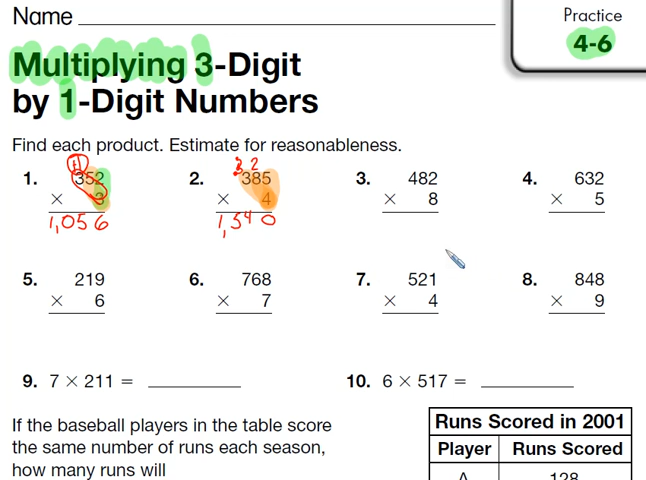 Name
Practice
4-6
Multiplying 3-Digit
by 1-Digit Numbers
Find each product. Estimate for reasonableness.
1. 352 2. 385 3. 482 4. 632
× 3 × 4 × 8 × 5
1,056 1,540
5. 219 6. 768 7. 521 8. 848
× 6 × 7 × 4 × 9
9. 7 × 211 = 10. 6 × 517 =
If the baseball players in the table score
the same number of runs each season,
how many runs will
Runs Scored in 2001
Player Runs Scored
A 128